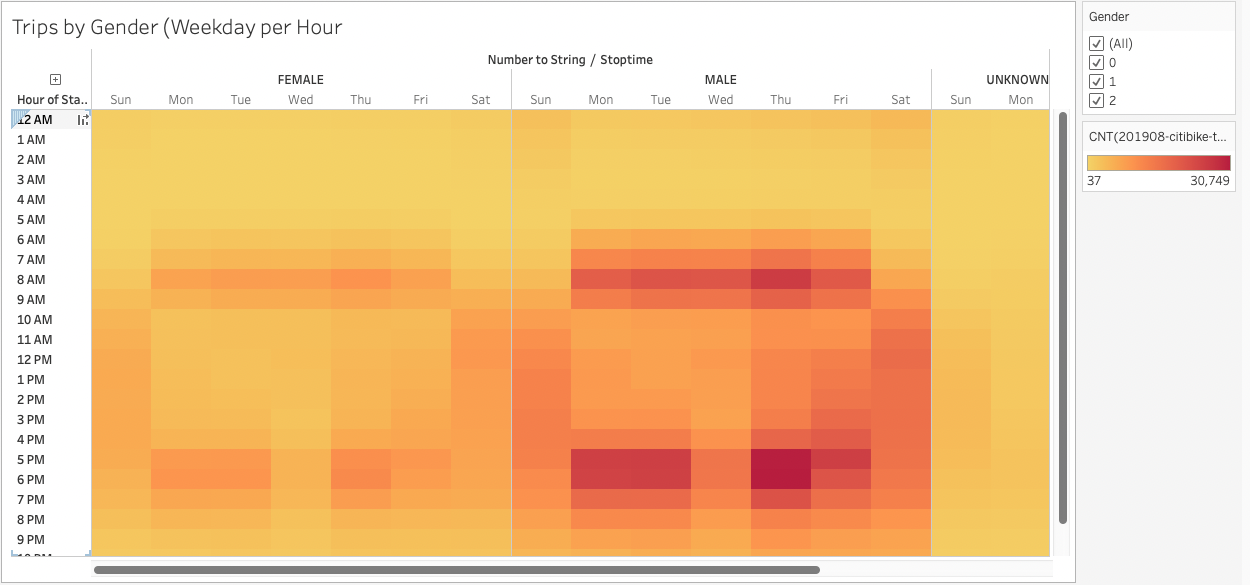 Trips by Gender (Weekday per Hour
Number to String / Stoptime
FEMALE MALE UNKNOWN
Hour of Sta.. Sun Mon Tue Wed Thu Fri Sat Sun Mon Tue Wed Thu Fri Sat Sun Mon
12 AM
1 AM
2 AM
3 AM
4 AM
5 AM
6 AM
7 AM
8 AM
9 AM
10 AM
11 AM
12 PM
1 PM
2 PM
3 PM
4 PM
5 PM
6 PM
7 PM
8 PM
9 PM
10 PM
Gender
(All)
0
1
2
CNT(201908-citibike-t...
37 30,749